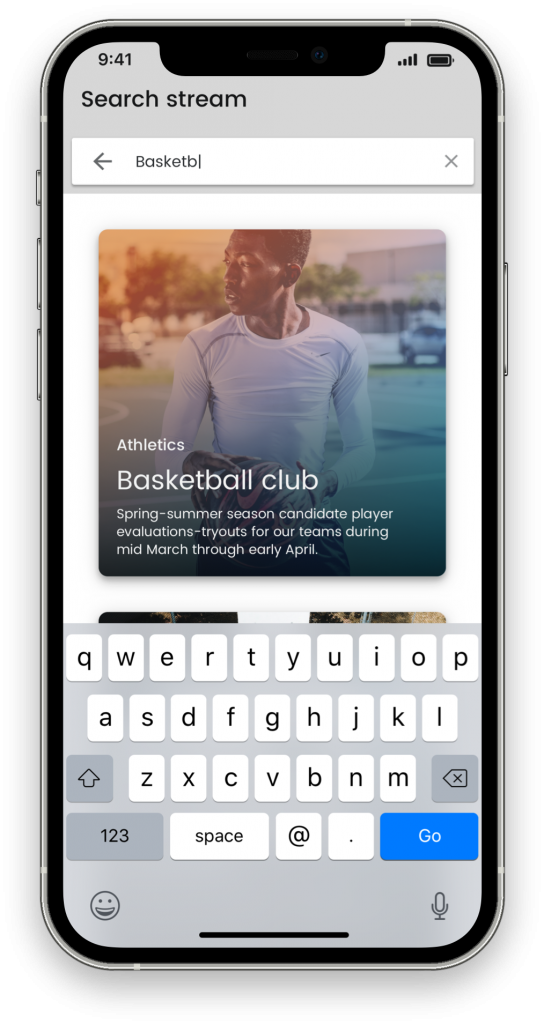 9:41
Search stream
Basketb
Athletics
Basketball club
Spring-summer season candidate player
evaluations-tryouts for our teams during
mid March through early April.
q w e r t y u i o p
a s d f g h j k l
z x c v b n m
123 space @ . Go